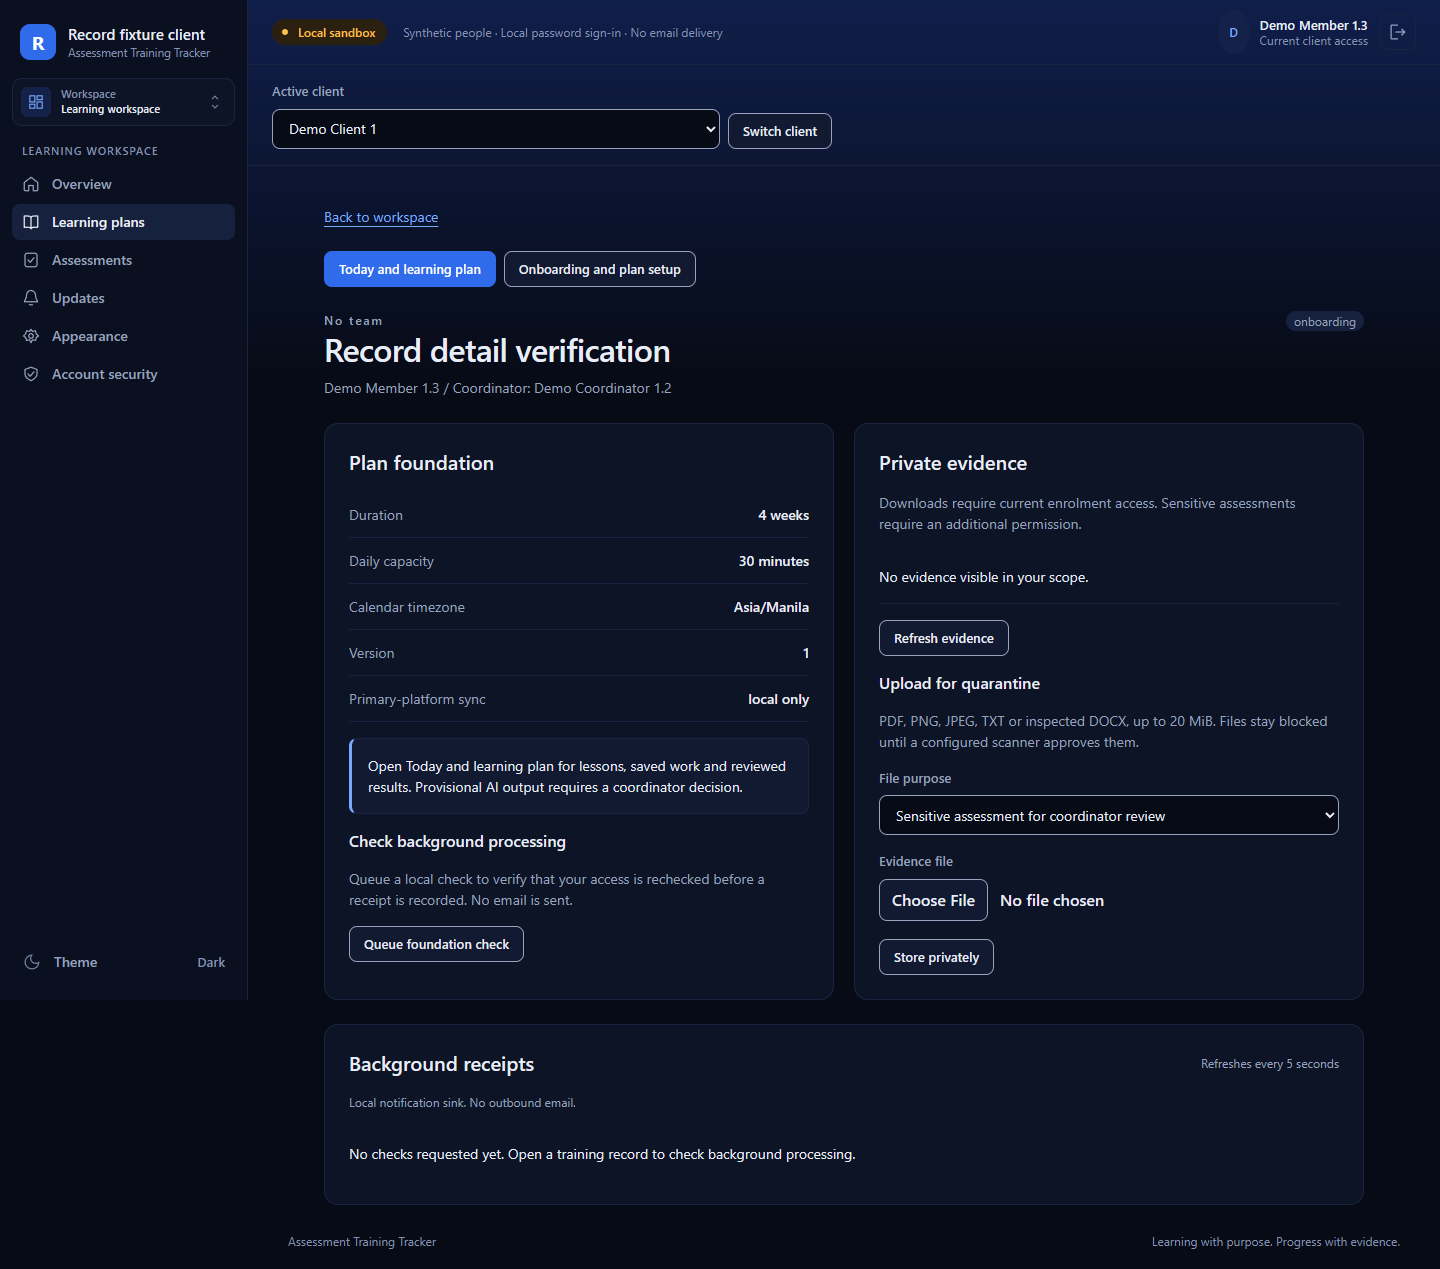 R
Record fixture client
Assessment Training Tracker
Workspace
Learning workspace
LEARNING WORKSPACE
Overview
Learning plans
Assessments
Updates
Appearance
Account security
Theme
Dark
Local sandbox
Synthetic people · Local password sign-in · No email delivery
D
Demo Member 1.3
Current client access
Active client
Demo Client 1
Switch client
Back to workspace
Today and learning plan
Onboarding and plan setup
No team
onboarding
Record detail verification
Demo Member 1.3 / Coordinator: Demo Coordinator 1.2
Plan foundation
Duration
4 weeks
Daily capacity
30 minutes
Calendar timezone
Asia/Manila
Version
1
Primary-platform sync
local only
Open Today and learning plan for lessons, saved work and reviewed
results. Provisional AI output requires a coordinator decision.
Check background processing
Queue a local check to verify that your access is rechecked before a
receipt is recorded. No email is sent.
Queue foundation check
Private evidence
Downloads require current enrolment access. Sensitive assessments
require an additional permission.
No evidence visible in your scope.
Refresh evidence
Upload for quarantine
PDF, PNG, JPEG, TXT or inspected DOCX, up to 20 MiB. Files stay blocked
until a configured scanner approves them.
File purpose
Sensitive assessment for coordinator review
Evidence file
Choose File
No file chosen
Store privately
Background receipts
Refreshes every 5 seconds
Local notification sink. No outbound email.
No checks requested yet. Open a training record to check background processing.
Assessment Training Tracker
Learning with purpose. Progress with evidence.